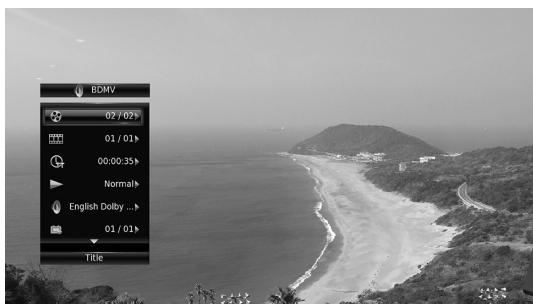 BDMV
02 / 02
01 / 01
00:00:35
Normal
English Dolby ...
01 / 01
Title